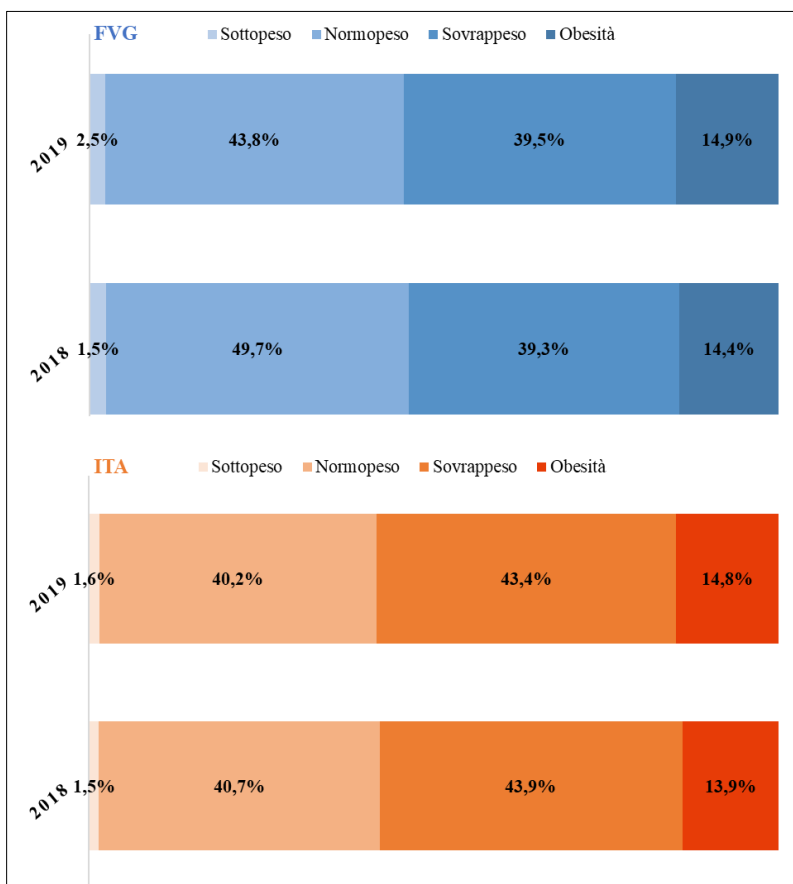 FVG Sottopeso Normopeso Sovrappeso Obesità
2019 2,5% 43,8% 39,5% 14,9%
2018 1,5% 49,7% 39,3% 14,4%
ITA Sottopeso Normopeso Sovrappeso Obesità
2019 1,6% 40,2% 43,4% 14,8%
2018 1,5% 40,7% 43,9% 13,9%